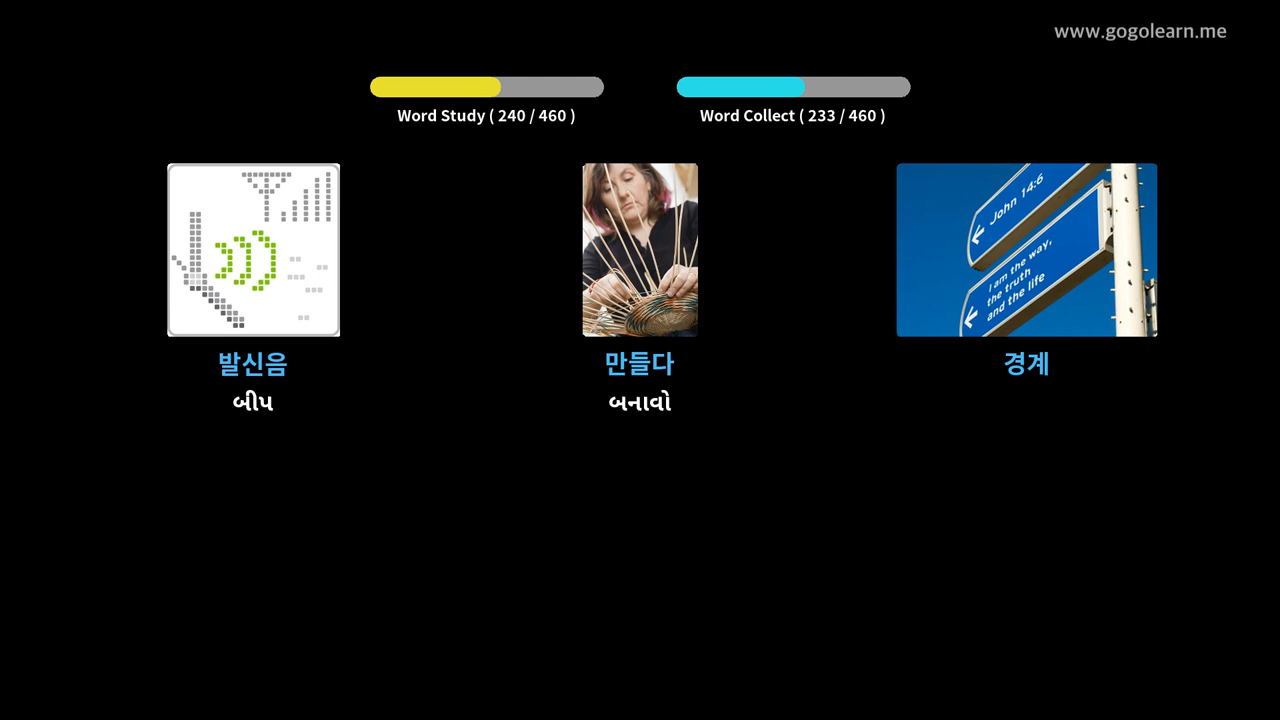 www.gogolearn.me
Word Study ( 240 / 460 )
Word Collect ( 233 / 460 )
John 14:6
I am the way,
the truth
and the life
발신음
만들다
경계
બીપ
બનાવો